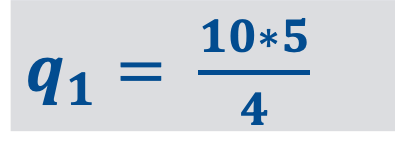 q₁ = 10*5 / 4